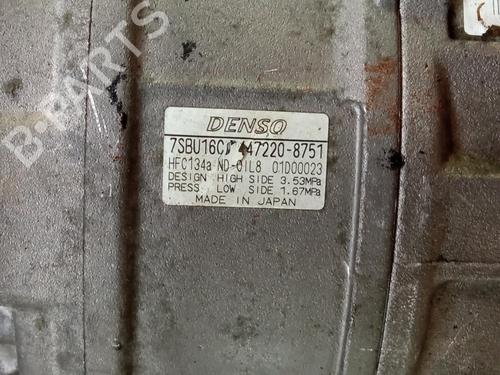 B-PARTS
DENSO
7SBU16C 447220-8751
HFC134a ND-OIL8 01D00023
DESIGN HIGH SIDE 3.53MPa
PRESS. LOW SIDE 1.67MPa
MADE IN JAPAN